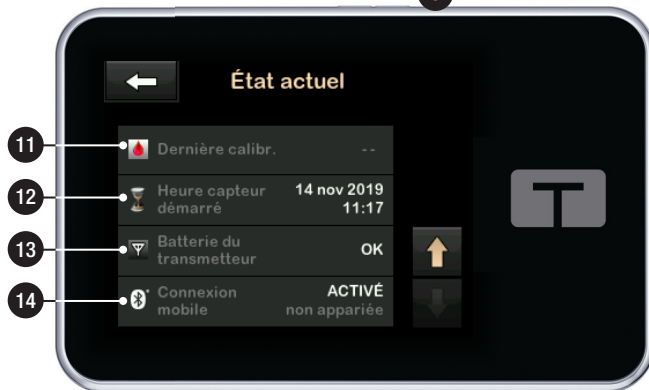 État actuel
11
Dernière calibr. --
12
Heure capteur 14 nov 2019
démarré 11:17
13
Batterie du OK
transmetteur
14
Connexion ACTIVÉ
mobile non appariée